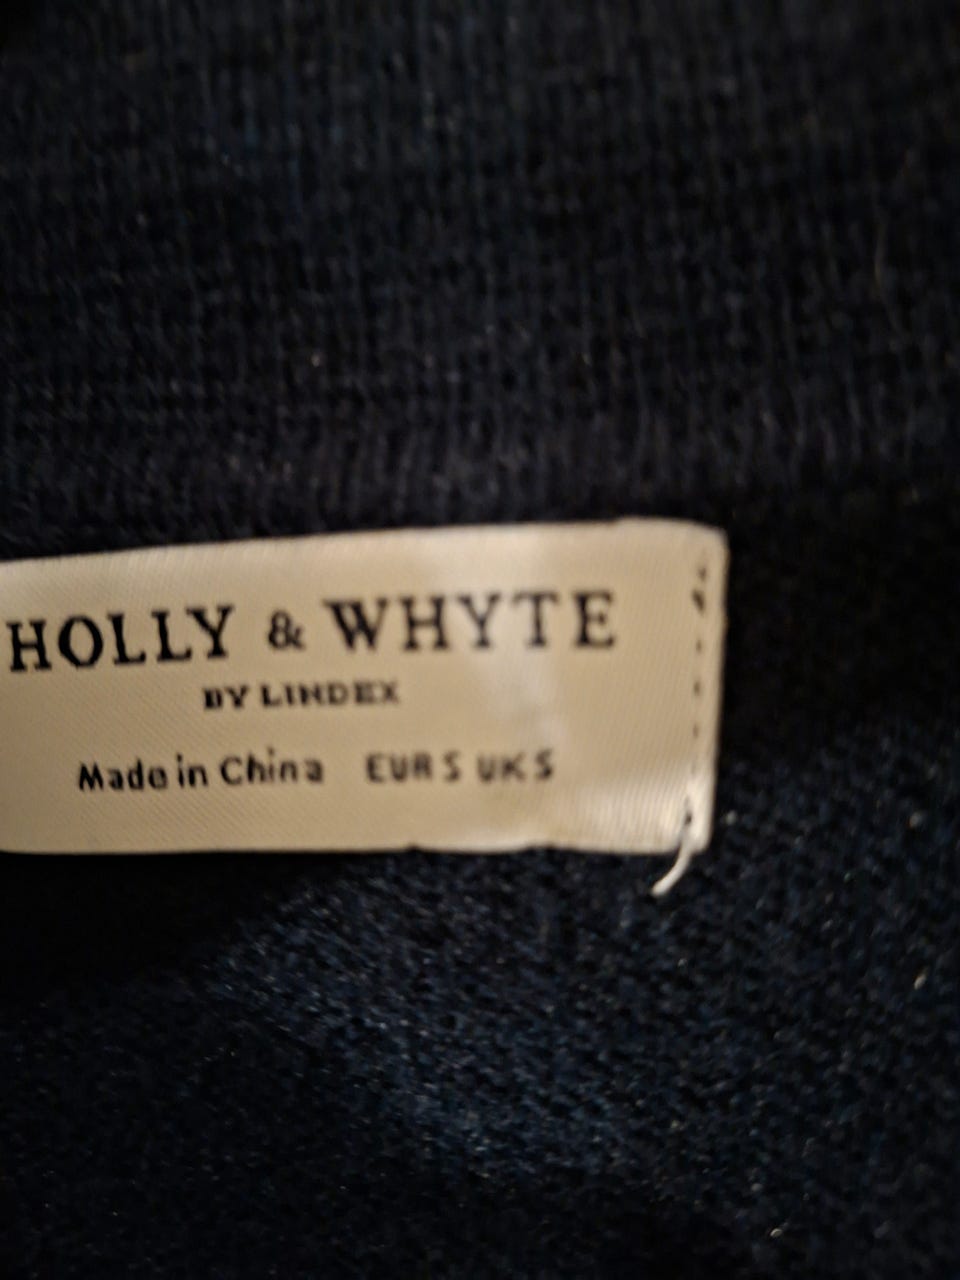 HOLLY & WHYTE
BY LINDEX
Made in China EUR S UK S